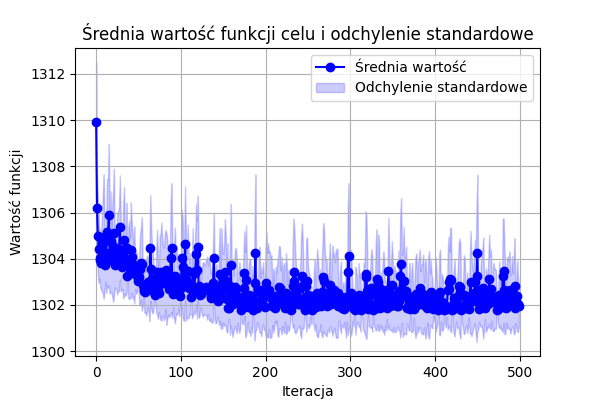 Średnia wartość funkcji celu i odchylenie standardowe
Średnia wartość
Odchylenie standardowe
Wartość funkcji
1312
1310
1308
1306
1304
1302
1300
0 100 200 300 400 500
Iteracja